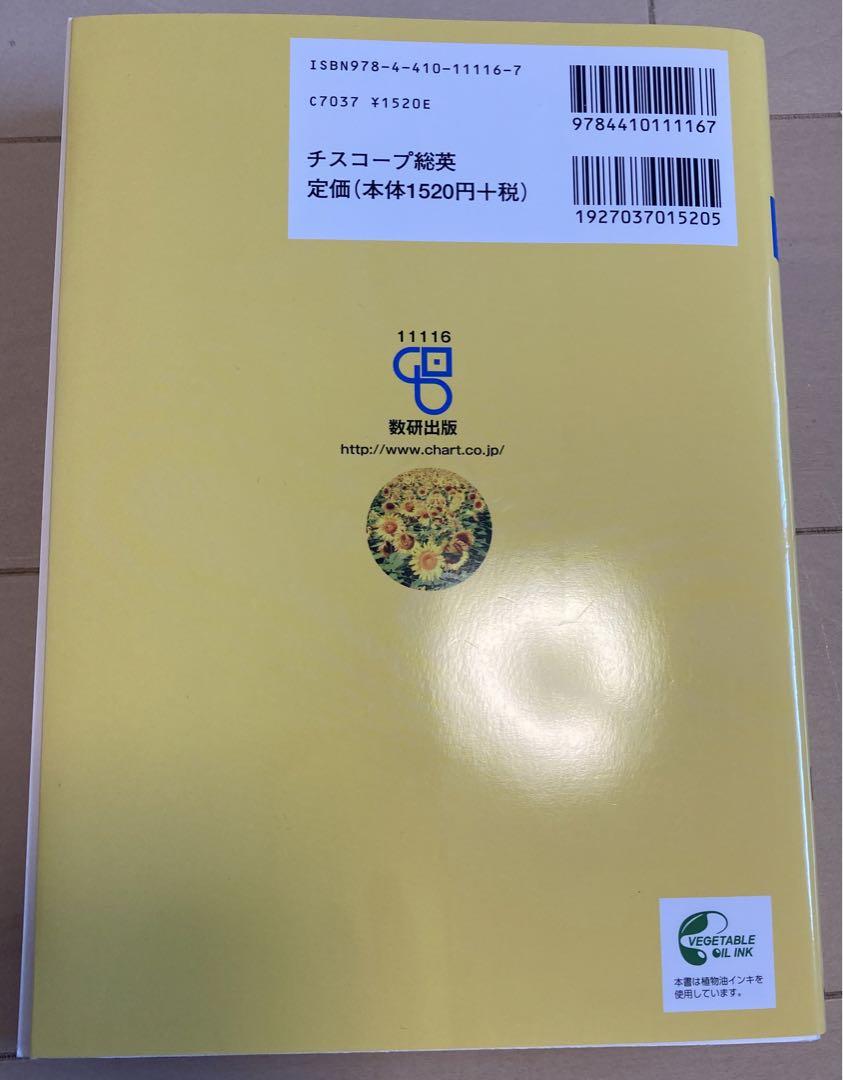 ISBN978-4-410-11116-7
C7037 ¥1520E
チスコープ総英
定価(本体1520円+税)
9784410111167
1927037015205
11116
数研出版
http://www.chart.co.jp/
VEGETABLE
OIL INK
本書は植物油インキを
使用しています。